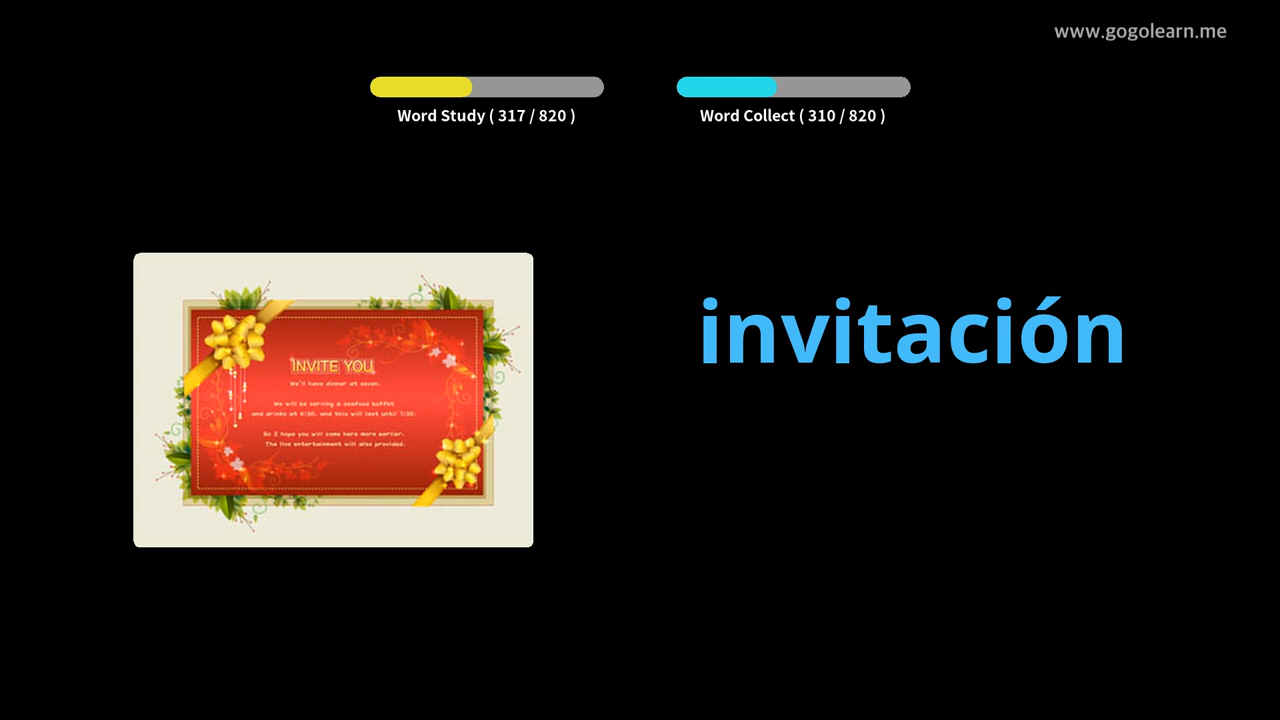 www.gogolearn.me
Word Study ( 317 / 820 )
Word Collect ( 310 / 820 )
INVITE YOU
We'll have dinner at seven.
We will be serving a seafood buffet
and drinks at 6:30, and this will last until 7:30.
So I hope you will come here more earlier.
The live entertainment will also provided.
invitación